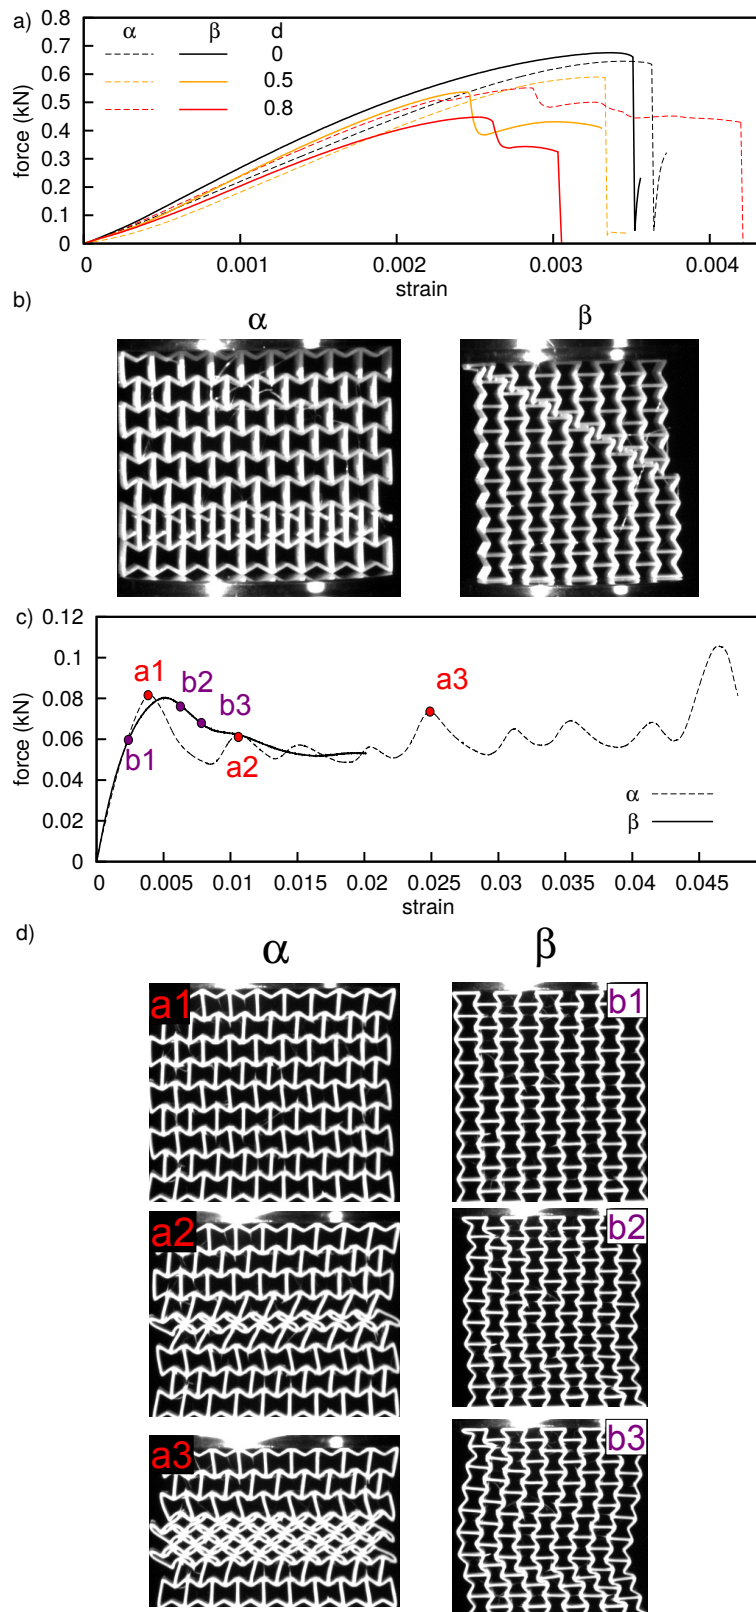 a)
0.8
0.7
0.6
0.5
0.4
0.3
0.2
0.1
0
force (kN)
α β d
0
0.5
0.8
0 0.001 0.002 0.003 0.004
strain
b)
α β
c)
0.12
0.1
0.08
0.06
0.04
0.02
0
force (kN)
a1
b2
b3
a3
b1
a2
α
β
0 0.005 0.01 0.015 0.02 0.025 0.03 0.035 0.04 0.045
strain
d)
α β
a1 b1
a2 b2
a3 b3